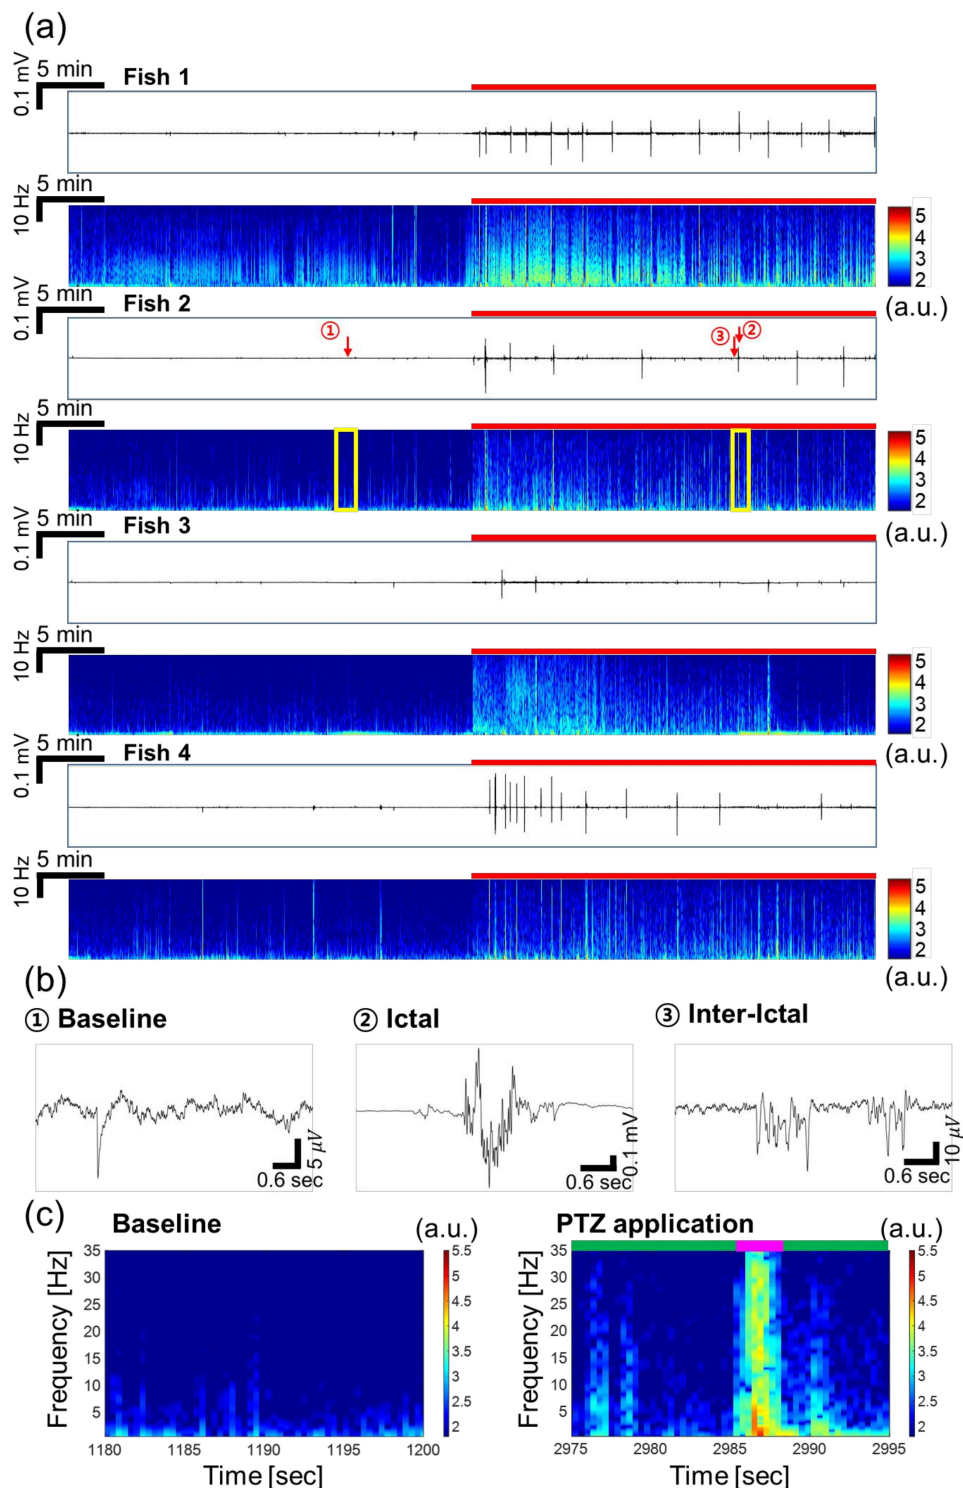 (a)
5 min Fish 1
0.1 mV
5 min
10 Hz
5
4
3
2
(a.u.)
5 min Fish 2
0.1 mV
① ③ ②
5 min
10 Hz
5
4
3
2
(a.u.)
5 min Fish 3
0.1 mV
5 min
10 Hz
5
4
3
2
(a.u.)
5 min Fish 4
0.1 mV
5 min
10 Hz
5
4
3
2
(a.u.)
(b)
① Baseline
0.6 sec
5 μV
② Ictal
0.6 sec
0.1 mV
③ Inter-Ictal
0.6 sec
10 μV
(c)
Baseline (a.u.)
Frequency [Hz]
35
30
25
20
15
10
5
1180 1185 1190 1195 1200
Time [sec]
5.5
5
4.5
4
3.5
3
2.5
2
PTZ application (a.u.)
Frequency [Hz]
35
30
25
20
15
10
5
2975 2980 2985 2990 2995
Time [sec]
5.5
5
4.5
4
3.5
3
2.5
2